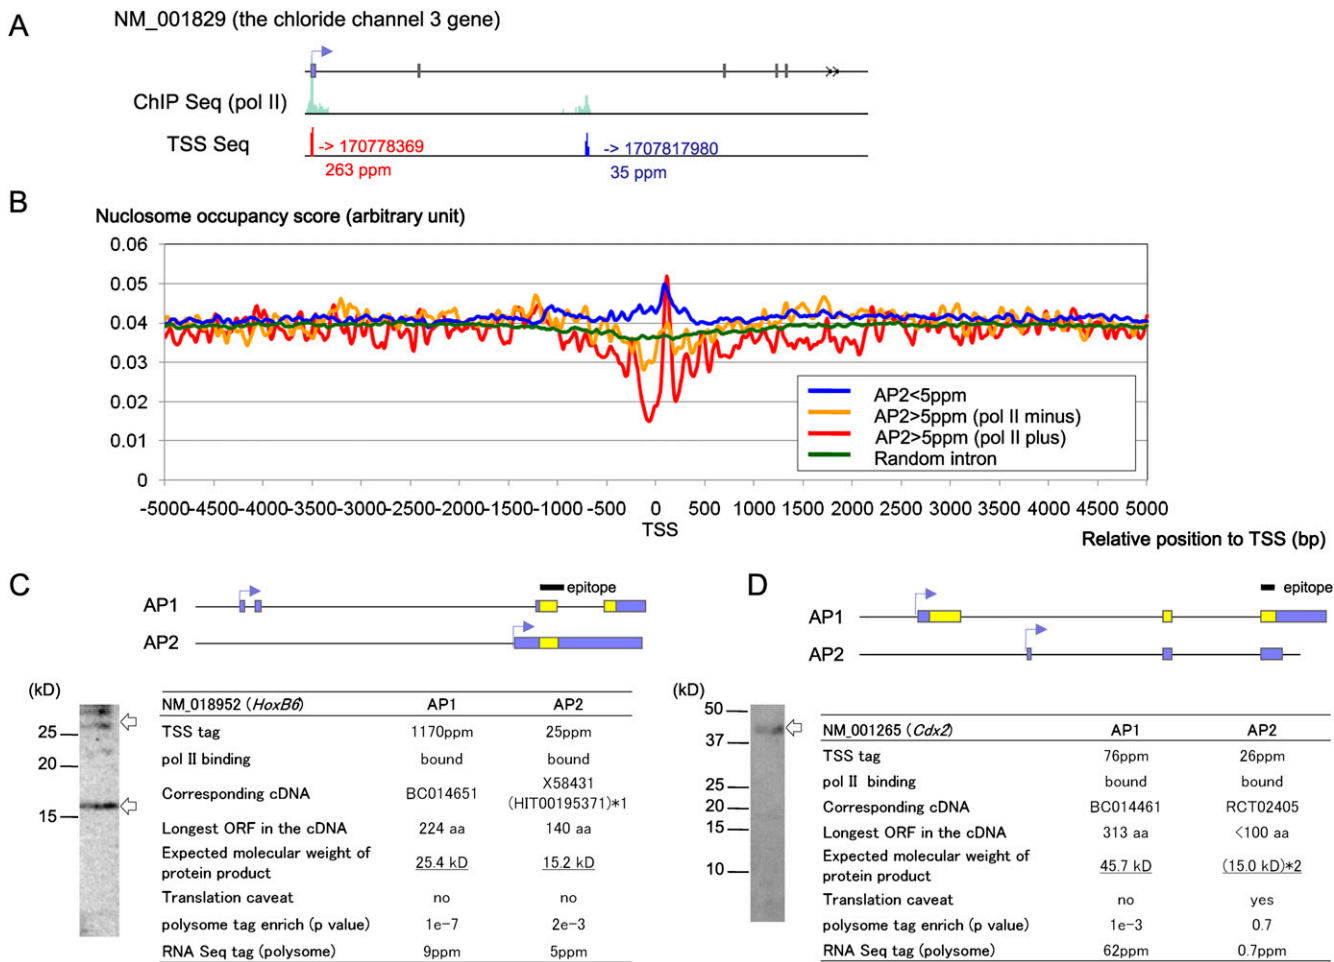 A
NM_001829 (the chloride channel 3 gene)
ChIP Seq (pol II)
TSS Seq
-> 170778369
263 ppm
-> 1707817980
35 ppm
B
Nuclosome occupancy score (arbitrary unit)
0.06
0.05
0.04
0.03
0.02
0.01
0
AP2<5ppm
AP2>5ppm (pol II minus)
AP2>5ppm (pol II plus)
Random intron
-5000-4500-4000-3500-3000-2500-2000-1500-1000-500 0 500 1000 1500 2000 2500 3000 3500 4000 4500 5000
TSS
Relative position to TSS (bp)
C
epitope
AP1
AP2
(kD)
25
20
15
NM_018952 (HoxB6) AP1 AP2
TSS tag 1170ppm 25ppm
pol II binding bound bound
Corresponding cDNA BC014651 X58431 (HIT00195371)*1
Longest ORF in the cDNA 224 aa 140 aa
Expected molecular weight of protein product 25.4 kD 15.2 kD
Translation caveat no no
polysome tag enrich (p value) 1e-7 2e-3
RNA Seq tag (polysome) 9ppm 5ppm
D
epitope
AP1
AP2
(kD)
50
37
25
20
15
10
NM_001265 (Cdx2) AP1 AP2
TSS tag 76ppm 26ppm
pol II binding bound bound
Corresponding cDNA BC014461 RCT02405
Longest ORF in the cDNA 313 aa <100 aa
Expected molecular weight of protein product 45.7 kD (15.0 kD)*2
Translation caveat no yes
polysome tag enrich (p value) 1e-3 0.7
RNA Seq tag (polysome) 62ppm 0.7ppm